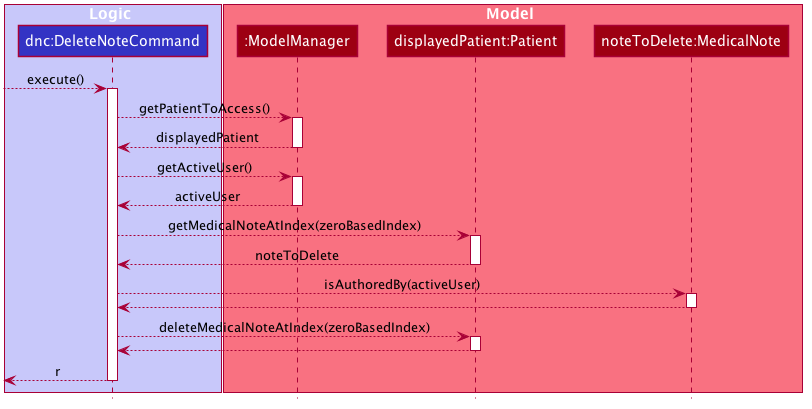 Logic
Model
dnc:DeleteNoteCommand
:ModelManager
displayedPatient:Patient
noteToDelete:MedicalNote
execute()
getPatientToAccess()
displayedPatient
getActiveUser()
activeUser
getMedicalNoteAtIndex(zeroBasedIndex)
noteToDelete
isAuthoredBy(activeUser)
deleteMedicalNoteAtIndex(zeroBasedIndex)
r